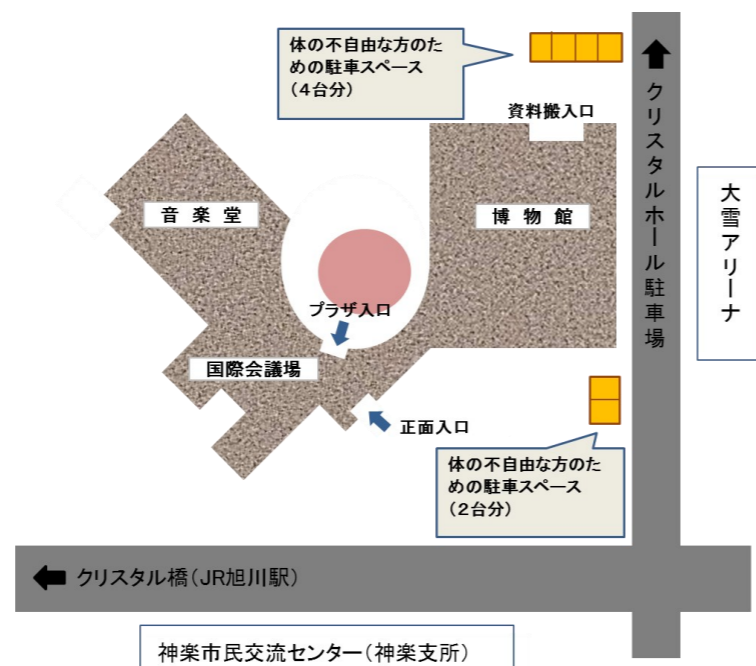 体の不自由な方のた
めの駐車スペース
(4台分)
資料搬入口
クリスタルホール駐車場
大雪アリーナ
音楽堂
博物館
プラザ入口
国際会議場
正面入口
体の不自由な方のた
めの駐車スペース
(2台分)
クリスタル橋(JR旭川駅)
神楽市民交流センター(神楽支所)